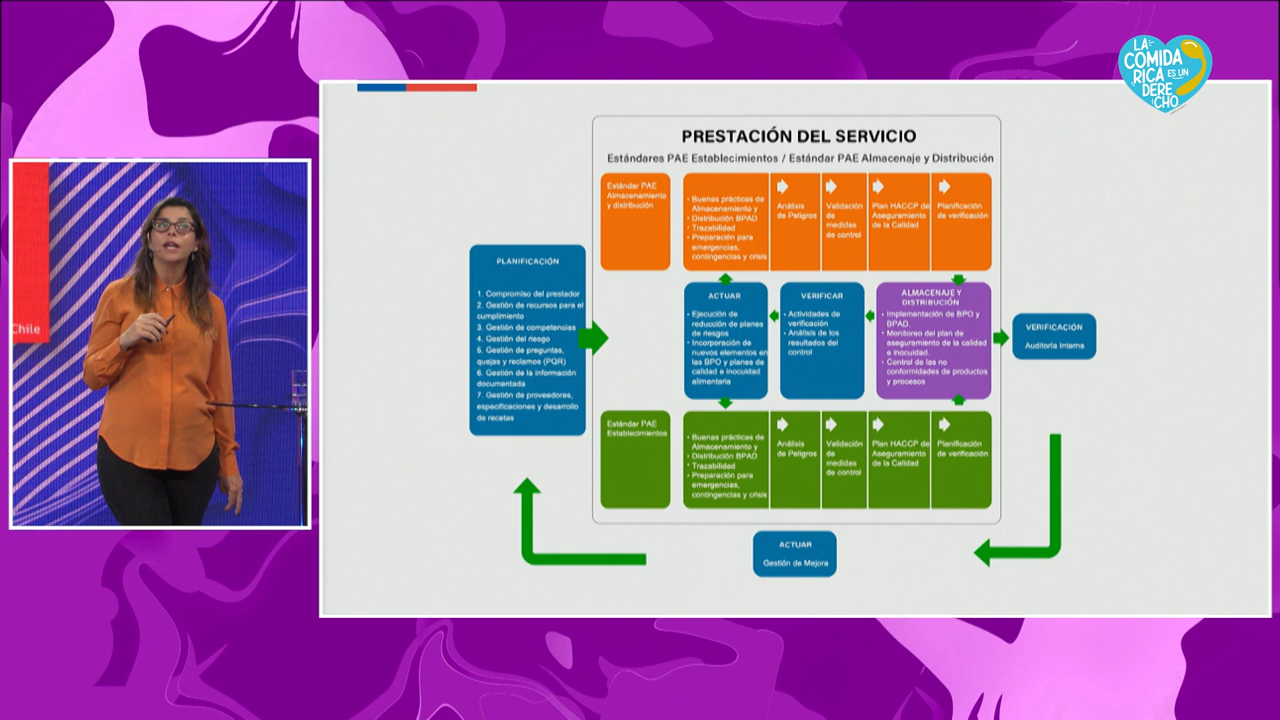 LA
COMIDA
RICA ES UN
DERE
CHO
Chile
PRESTACIÓN DEL SERVICIO
Estándares PAE Establecimientos / Estándar PAE Almacenaje y Distribución
Estándar PAE
Almacenamiento
y distribución
• Buenas prácticas de
Almacenamiento y
• Distribución BPAD
• Trazabilidad
• Preparación para
emergencias,
contingencias y crisis
Análisis
de Peligros
Validación
de
medidas
de control
Plan HACCP de
Aseguramiento
de la Calidad
Planificación
de verificación
PLANIFICACIÓN
1. Compromiso del prestador
2. Gestión de recursos para el
cumplimiento
3. Gestión de competencias
4. Gestión del riesgo
5. Gestión de preguntas,
quejas y reclamos (PQR)
6. Gestión de la información
documentada
7. Gestión de proveedores,
especificaciones y desarrollo
de recetas
ACTUAR
• Ejecución de
reducción de planes
de riesgos
• Incorporación de
nuevos elementos en
las BPO y planes de
calidad e inocuidad
alimentaria
VERIFICAR
• Actividades de
verificación
• Análisis de los
resultados del
control
ALMACENAJE Y
DISTRIBUCIÓN
• Implementación de BPO y
BPAD.
• Monitoreo del plan de
aseguramiento de la calidad
e inocuidad.
• Control de las no
conformidades de productos
y procesos
VERIFICACIÓN
Auditoría Interna
Estándar PAE
Establecimientos
• Buenas prácticas de
Almacenamiento y
• Distribución BPAD
• Trazabilidad
• Preparación para
emergencias,
contingencias y crisis
Análisis
de Peligros
Validación
de
medidas
de control
Plan HACCP de
Aseguramiento
de la Calidad
Planificación
de verificación
ACTUAR
Gestión de Mejora